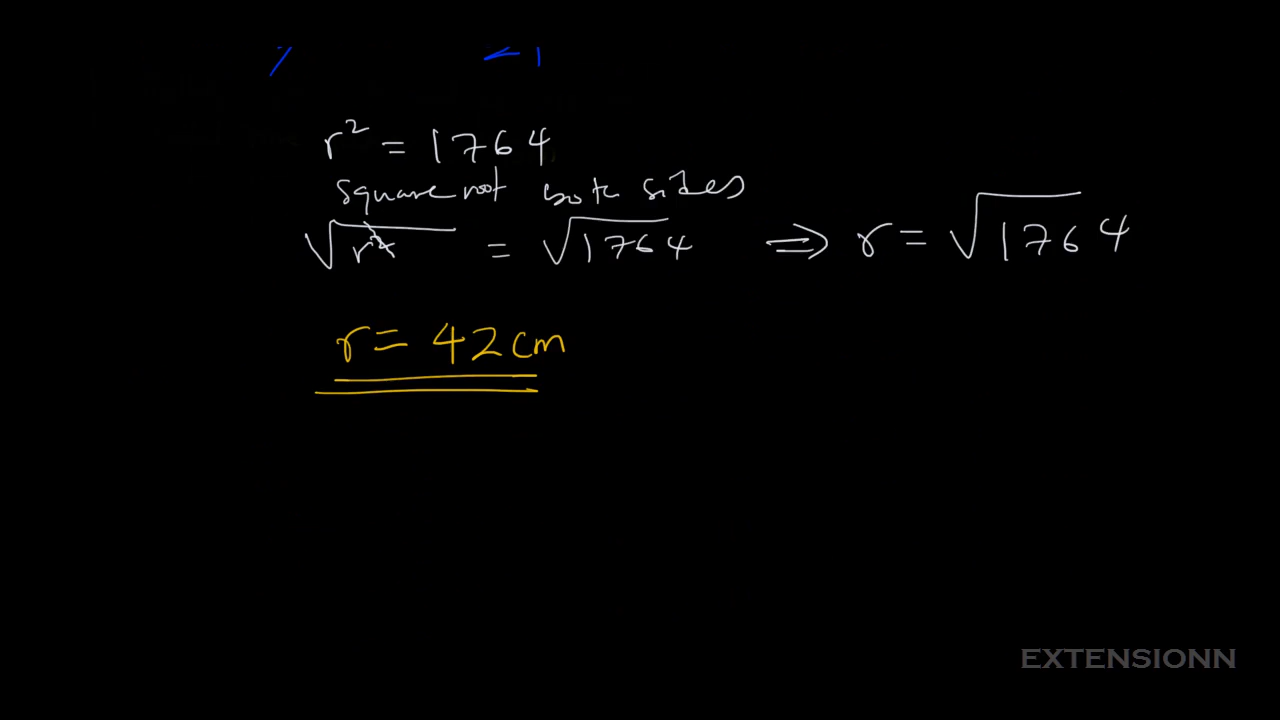 r² = 1764
square root both sides
√r² = √1764 ⇒ r = √1764
r = 42cm
EXTENSIONN